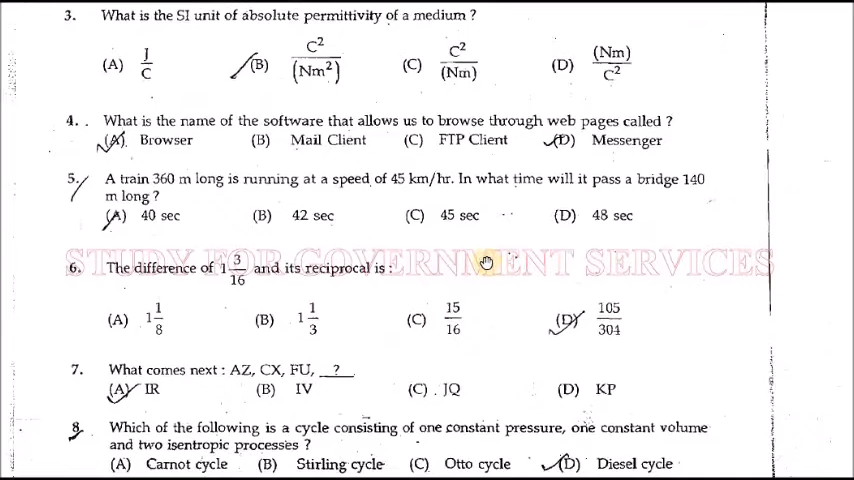 3. What is the SI unit of absolute permittivity of a medium ?
(A) J/C (B) C²/(Nm²) (C) C²/(Nm) (D) (Nm)/C²
4. . What is the name of the software that allows us to browse through web pages called ?
(A) Browser (B) Mail Client (C) FTP Client (D) Messenger
5. A train 360 m long is running at a speed of 45 km/hr. In what time will it pass a bridge 140
m long ?
(A) 40 sec (B) 42 sec (C) 45 sec (D) 48 sec
STUDY FOR GOVERNMENT SERVICES
6. The difference of 1 3/16 and its reciprocal is :
(A) 1 1/8 (B) 1 1/3 (C) 15/16 (D) 105/304
7. What comes next : AZ, CX, FU, __?__ .
(A) IR (B) IV (C) . JQ (D) KP
8. Which of the following is a cycle consisting of one constant pressure, one constant volume
and two isentropic processes ?
(A) Carnot cycle (B) Stirling cycle (C) Otto cycle (D) Diesel cycle